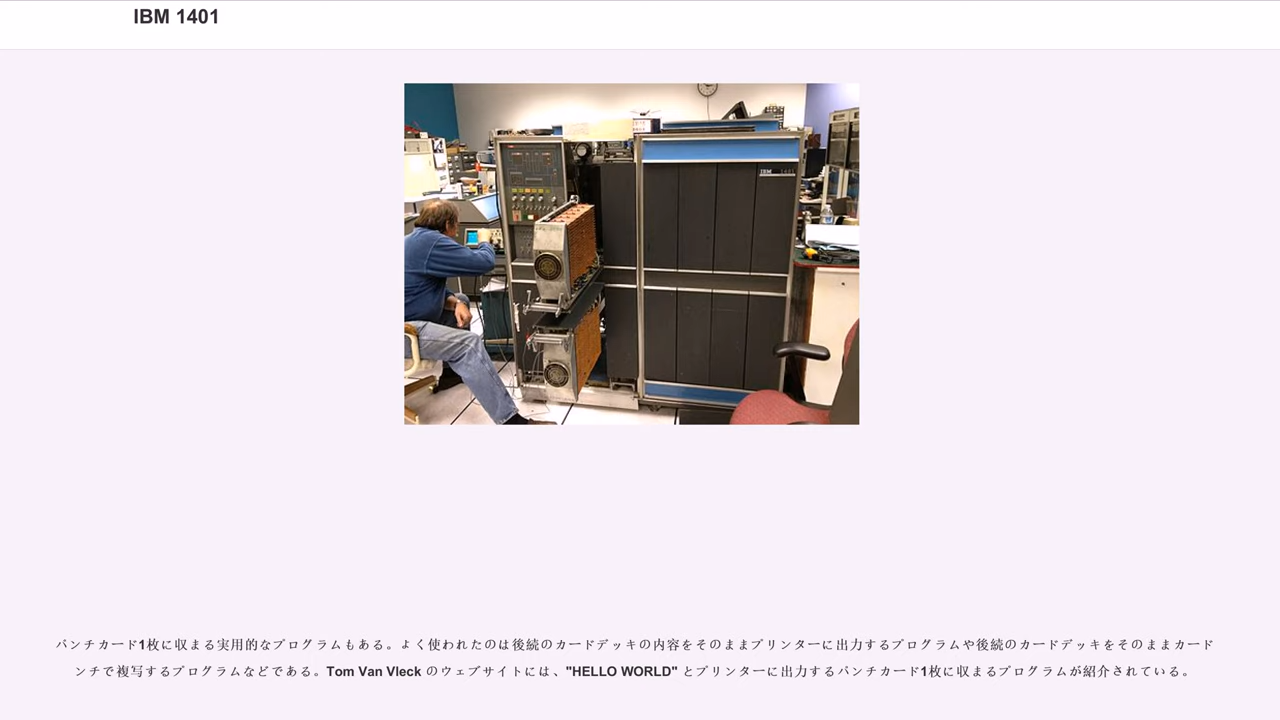 IBM 1401
IBM 1401
パンチカード1枚に収まる実用的なプログラムもある。よく使われたのは後続のカードデッキの内容をそのままプリンターに出力するプログラムや後続のカードデッキをそのままカード
ンチで複写するプログラムなどである。Tom Van Vleck のウェブサイトには、"HELLO WORLD" とプリンターに出力するパンチカード1枚に収まるプログラムが紹介されている。